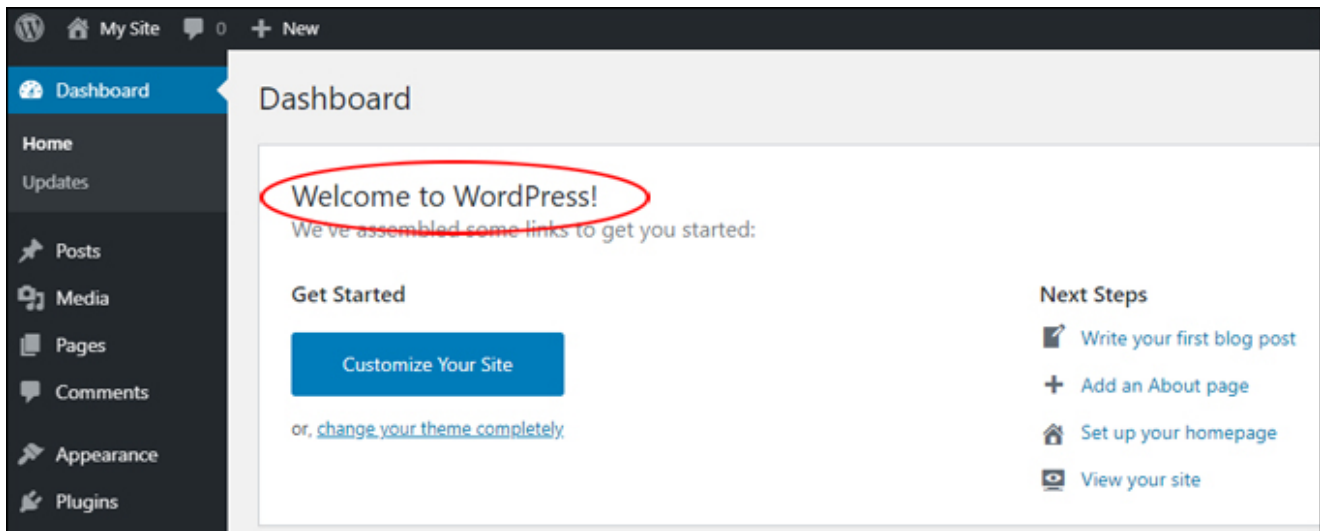 My Site 0 + New
Dashboard
Home
Updates
Posts
Media
Pages
Comments
Appearance
Plugins
Dashboard
Welcome to WordPress!
We've assembled some links to get you started:
Get Started
Customize Your Site
or, change your theme completely
Next Steps
Write your first blog post
Add an About page
Set up your homepage
View your site